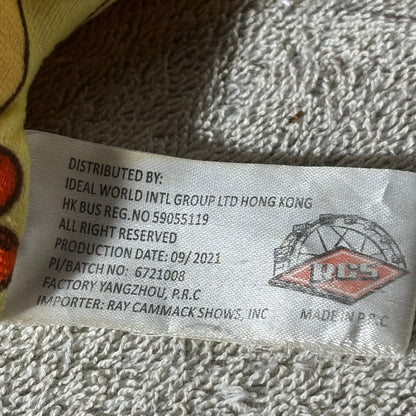 DISTRIBUTED BY:
IDEAL WORLD INTL GROUP LTD HONG KONG
HK BUS REG.NO 59055119
ALL RIGHT RESERVED
PRODUCTION DATE: 09/2021
PI/BATCH NO: 6721008
FACTORY YANGZHOU, P.R.C
IMPORTER: RAY CAMMACK SHOWS, INC
RCS
MADE IN P.R.C